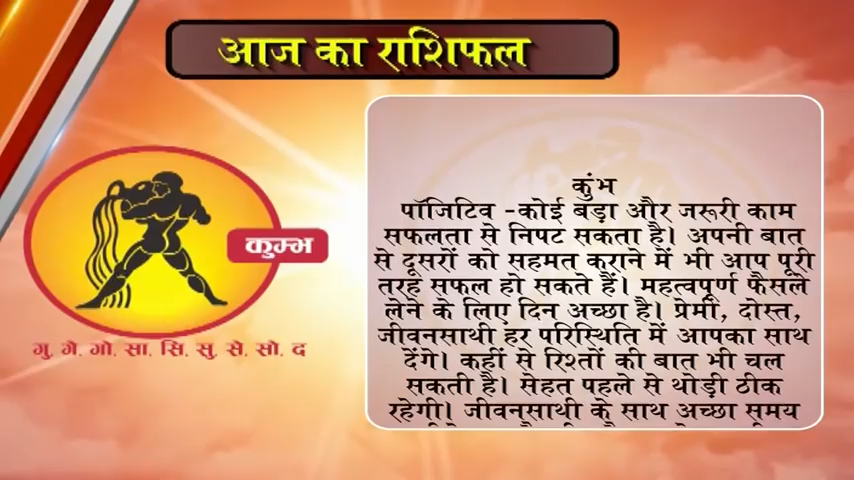 आज का राशिफल
कुम्भ
गु. गे. गो. सा. सि. सु. से. सो. द
कुंभ
पॉजिटिव -कोई बड़ा और जरूरी काम
सफलता से निपट सकता है। अपनी बात
से दूसरों को सहमत कराने में भी आप पूरी
तरह सफल हो सकते हैं। महत्वपूर्ण फैसले
लेने के लिए दिन अच्छा है। प्रेमी, दोस्त,
जीवनसाथी हर परिस्थिति में आपका साथ
देंगे। कहीं से रिश्तों की बात भी चल
सकती है। सेहत पहले से थोड़ी ठीक
रहेगी। जीवनसाथी के साथ अच्छा समय